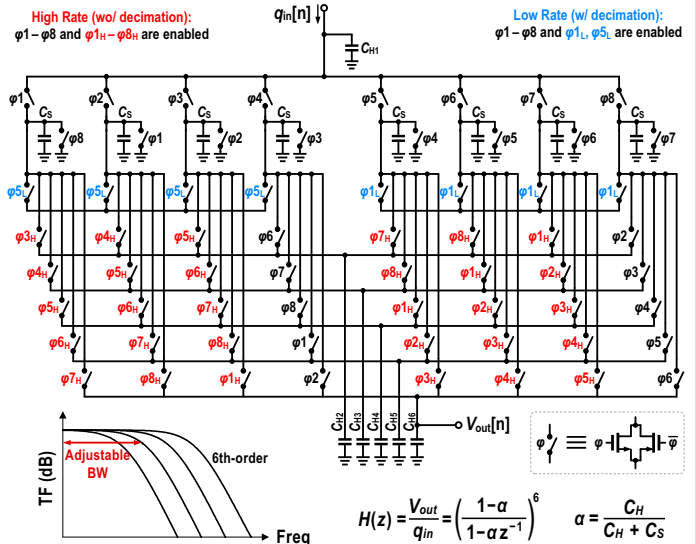 High Rate (wo/ decimation):
φ1 – φ8 and φ1H – φ8H are enabled
qin[n]
CH1
Low Rate (w/ decimation):
φ1 – φ8 and φ1L, φ5L are enabled
φ1 φ2 φ3 φ4 φ5 φ6 φ7 φ8
CS CS CS CS CS CS CS CS
φ8 φ1 φ2 φ3 φ4 φ5 φ6 φ7
φ5L φ5L φ5L φ5L φ1L φ1L φ1L φ1L
φ3H φ4H φ5H φ6 φ7H φ8H φ1H φ2
φ4H φ5H φ6H φ7 φ8H φ1H φ2H φ3
φ5H φ6H φ7H φ8 φ1H φ2H φ3H φ4
φ6H φ7H φ8H φ1 φ2H φ3H φ4H φ5
φ7H φ8H φ1H φ2 φ3H φ4H φ5H φ6
CH2 CH3 CH4 CH5 CH6
Vout[n]
TF (dB)
Adjustable
BW
6th-order
Freq
φ ≡ φ φ̅
H(z) = Vout / qin = ( 1-α / 1-αz⁻¹ )⁶
α = CH / CH + CS